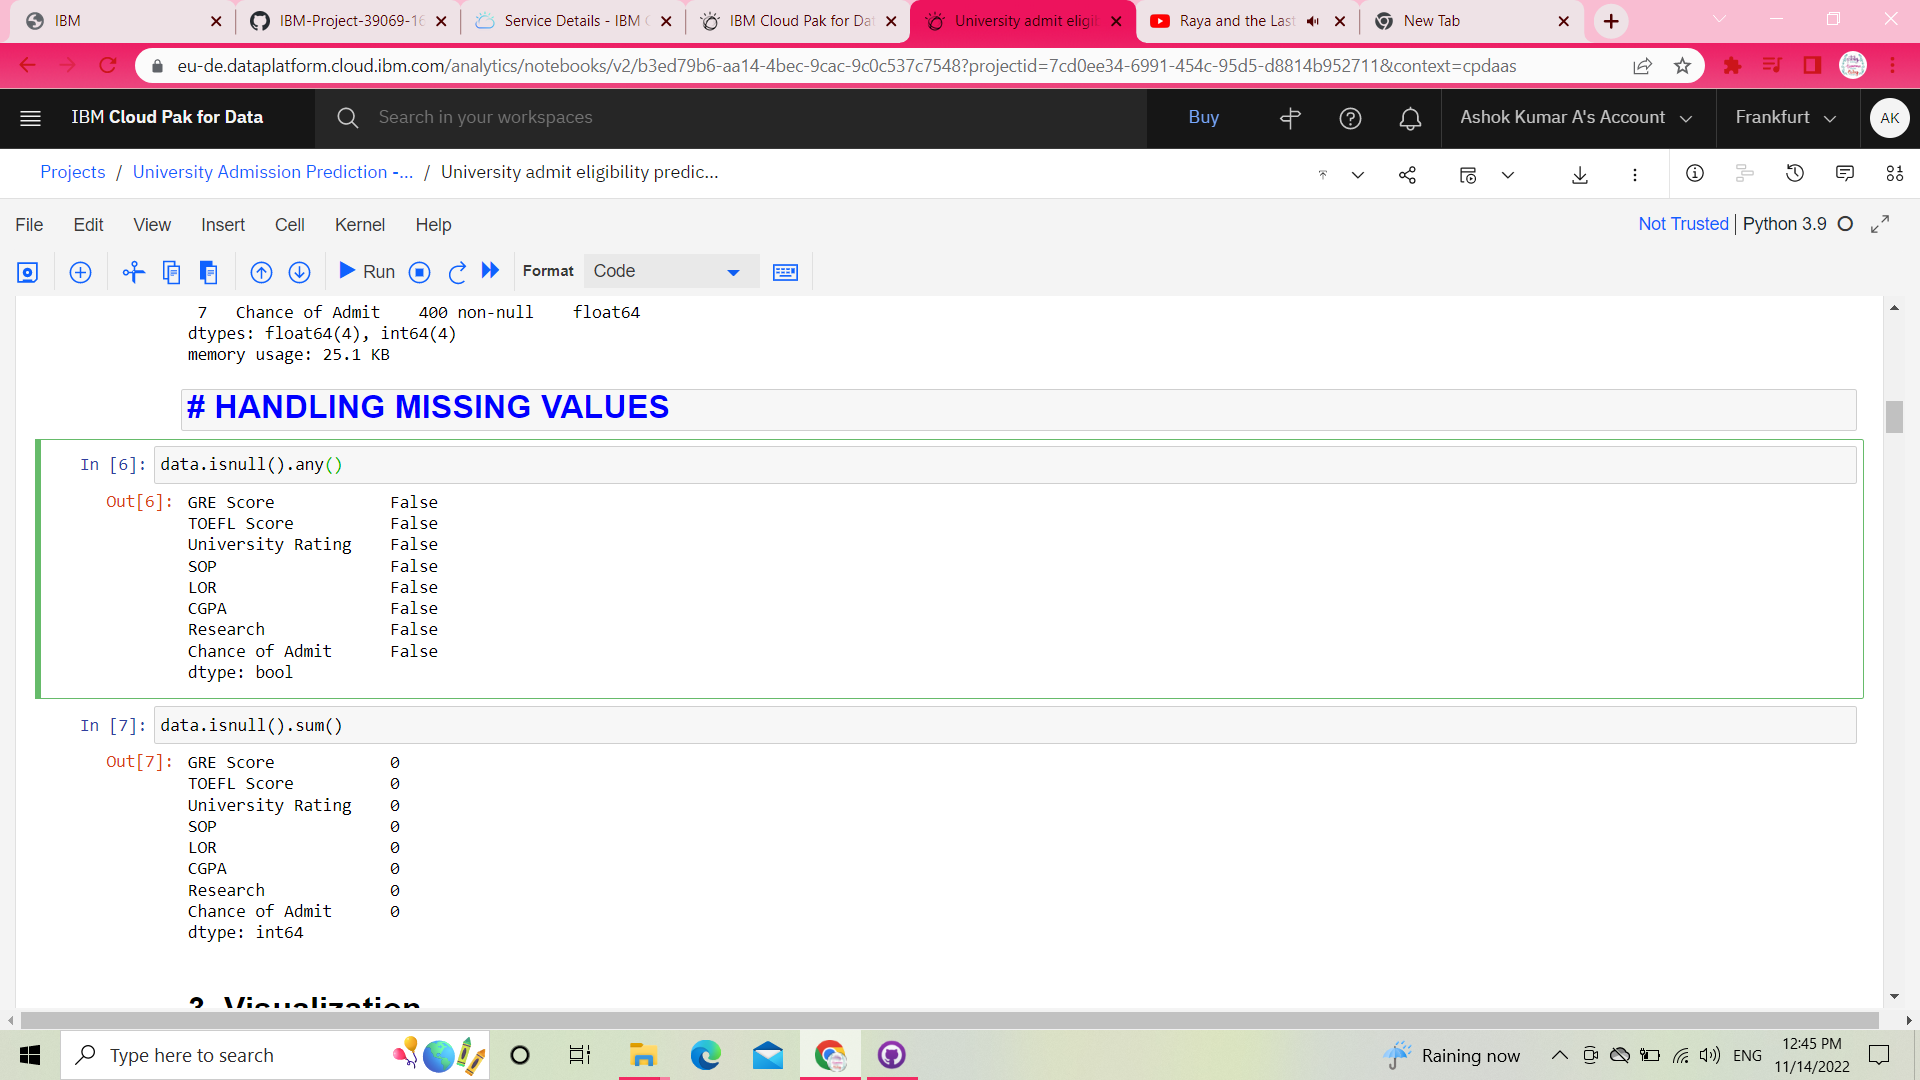 IBM
IBM-Project-39069-16
Service Details - IBM
IBM Cloud Pak for Da
University admit eligib
Raya and the Last
New Tab
eu-de.dataplatform.cloud.ibm.com/analytics/notebooks/v2/b3ed79b6-aa14-4bec-9cac-9c0c537c7548?projectid=7cd0ee34-6991-454c-95d5-d8814b952711&context=cpdaas
IBM Cloud Pak for Data
Search in your workspaces
Buy
Ashok Kumar A's Account
Frankfurt
AK
Projects / University Admission Prediction -... / University admit eligibility predic...
File Edit View Insert Cell Kernel Help
Not Trusted | Python 3.9
Run
Format
Code
7 Chance of Admit 400 non-null float64
dtypes: float64(4), int64(4)
memory usage: 25.1 KB
# HANDLING MISSING VALUES
In [6]: data.isnull().any()
Out[6]: GRE Score False
TOEFL Score False
University Rating False
SOP False
LOR False
CGPA False
Research False
Chance of Admit False
dtype: bool
In [7]: data.isnull().sum()
Out[7]: GRE Score 0
TOEFL Score 0
University Rating 0
SOP 0
LOR 0
CGPA 0
Research 0
Chance of Admit 0
dtype: int64
3. Visualization
Type here to search
Raining now
ENG
12:45 PM
11/14/2022